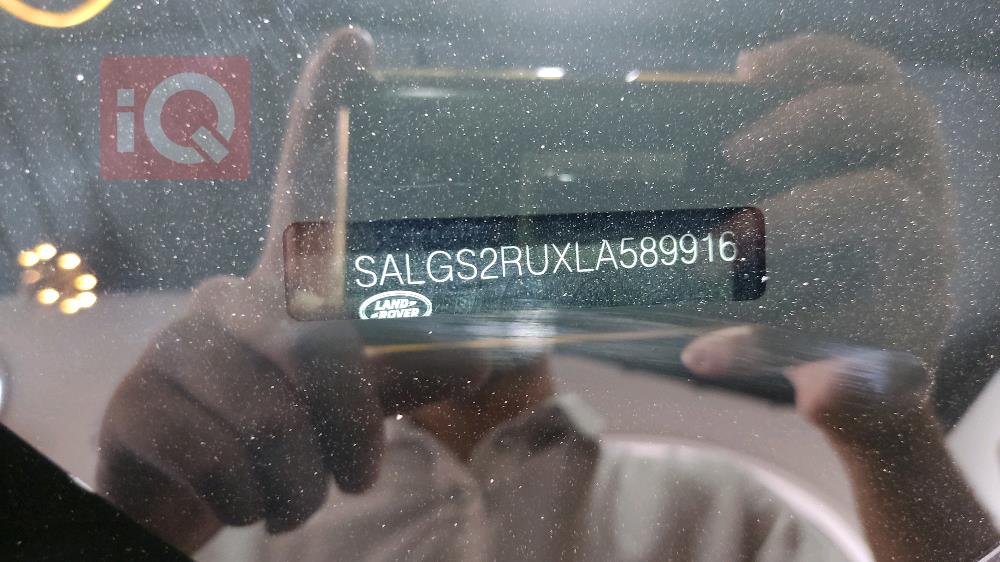 iQ
SALGS2RUXLA589916
LAND-
-ROVER